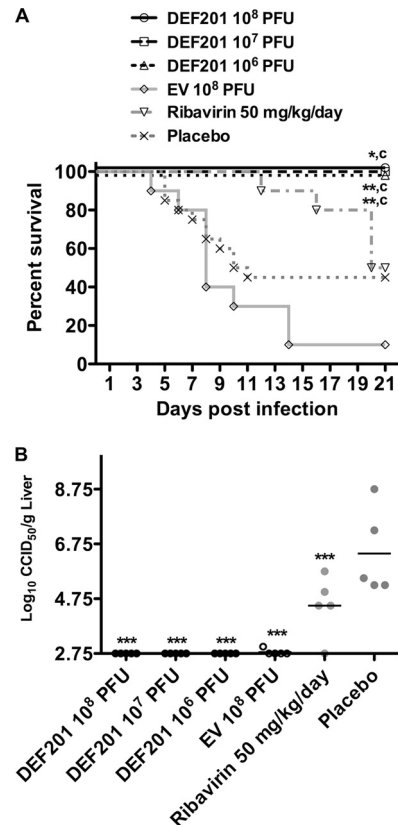 A
DEF201 10⁸ PFU
DEF201 10⁷ PFU
DEF201 10⁶ PFU
EV 10⁸ PFU
Ribavirin 50 mg/kg/day
Placebo
Percent survival
100
80
60
40
20
0
*,c
**,c
**,c
1 3 5 7 9 11 13 15 17 19 21
Days post infection
B
Log₁₀ CCID₅₀/g Liver
8.75
6.75
4.75
2.75
*** *** *** *** ***
DEF201 10⁸ PFU
DEF201 10⁷ PFU
DEF201 10⁶ PFU
EV 10⁸ PFU
Ribavirin 50 mg/kg/day
Placebo